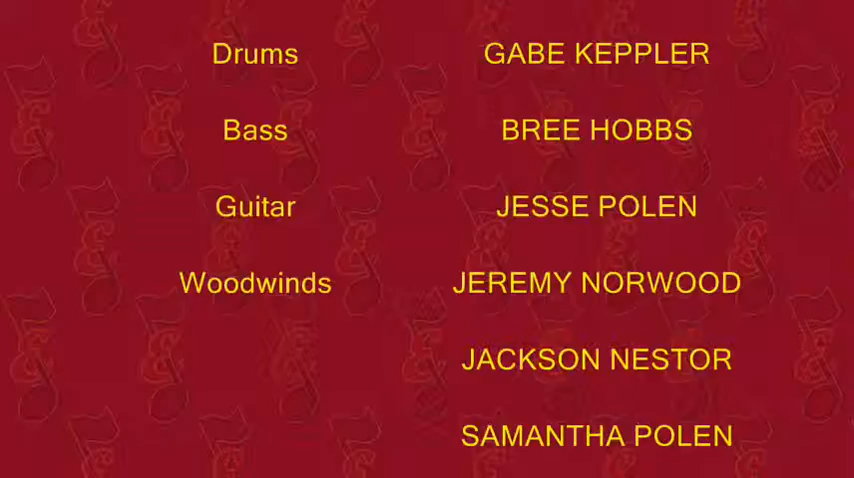 Drums GABE KEPPLER
Bass BREE HOBBS
Guitar JESSE POLEN
Woodwinds JEREMY NORWOOD
JACKSON NESTOR
SAMANTHA POLEN